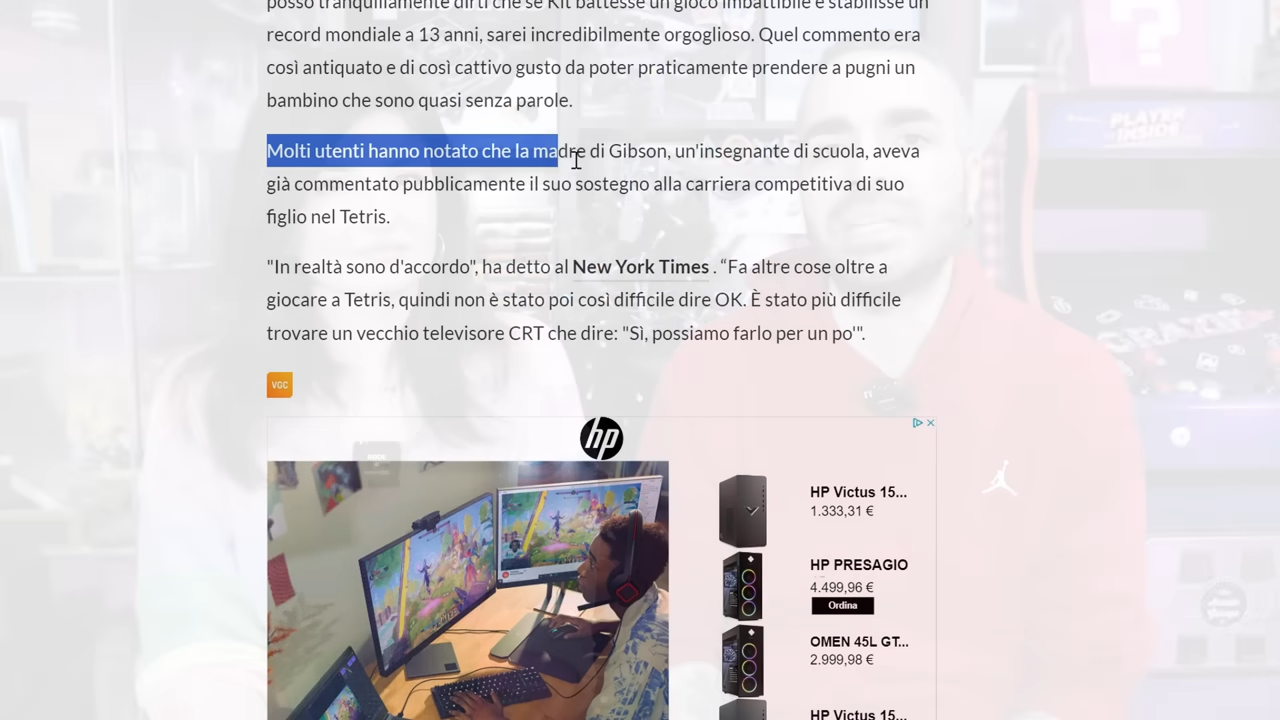 posso tranquillamente dirti che se Kit battesse un gioco imbattibile e stabilisse un
record mondiale a 13 anni, sarei incredibilmente orgoglioso. Quel commento era
così antiquato e di così cattivo gusto da poter praticamente prendere a pugni un
bambino che sono quasi senza parole.
Molti utenti hanno notato che la madre di Gibson, un'insegnante di scuola, aveva
già commentato pubblicamente il suo sostegno alla carriera competitiva di suo
figlio nel Tetris.
"In realtà sono d'accordo", ha detto al New York Times . “Fa altre cose oltre a
giocare a Tetris, quindi non è stato poi così difficile dire OK. È stato più difficile
trovare un vecchio televisore CRT che dire: "Sì, possiamo farlo per un po'".
VGC
hp
HP Victus 15...
1.333,31 €
HP PRESAGIO
4.499,96 €
Ordina
OMEN 45L GT...
2.999,98 €
HP Victus 15...
PLAYER
INSIDE